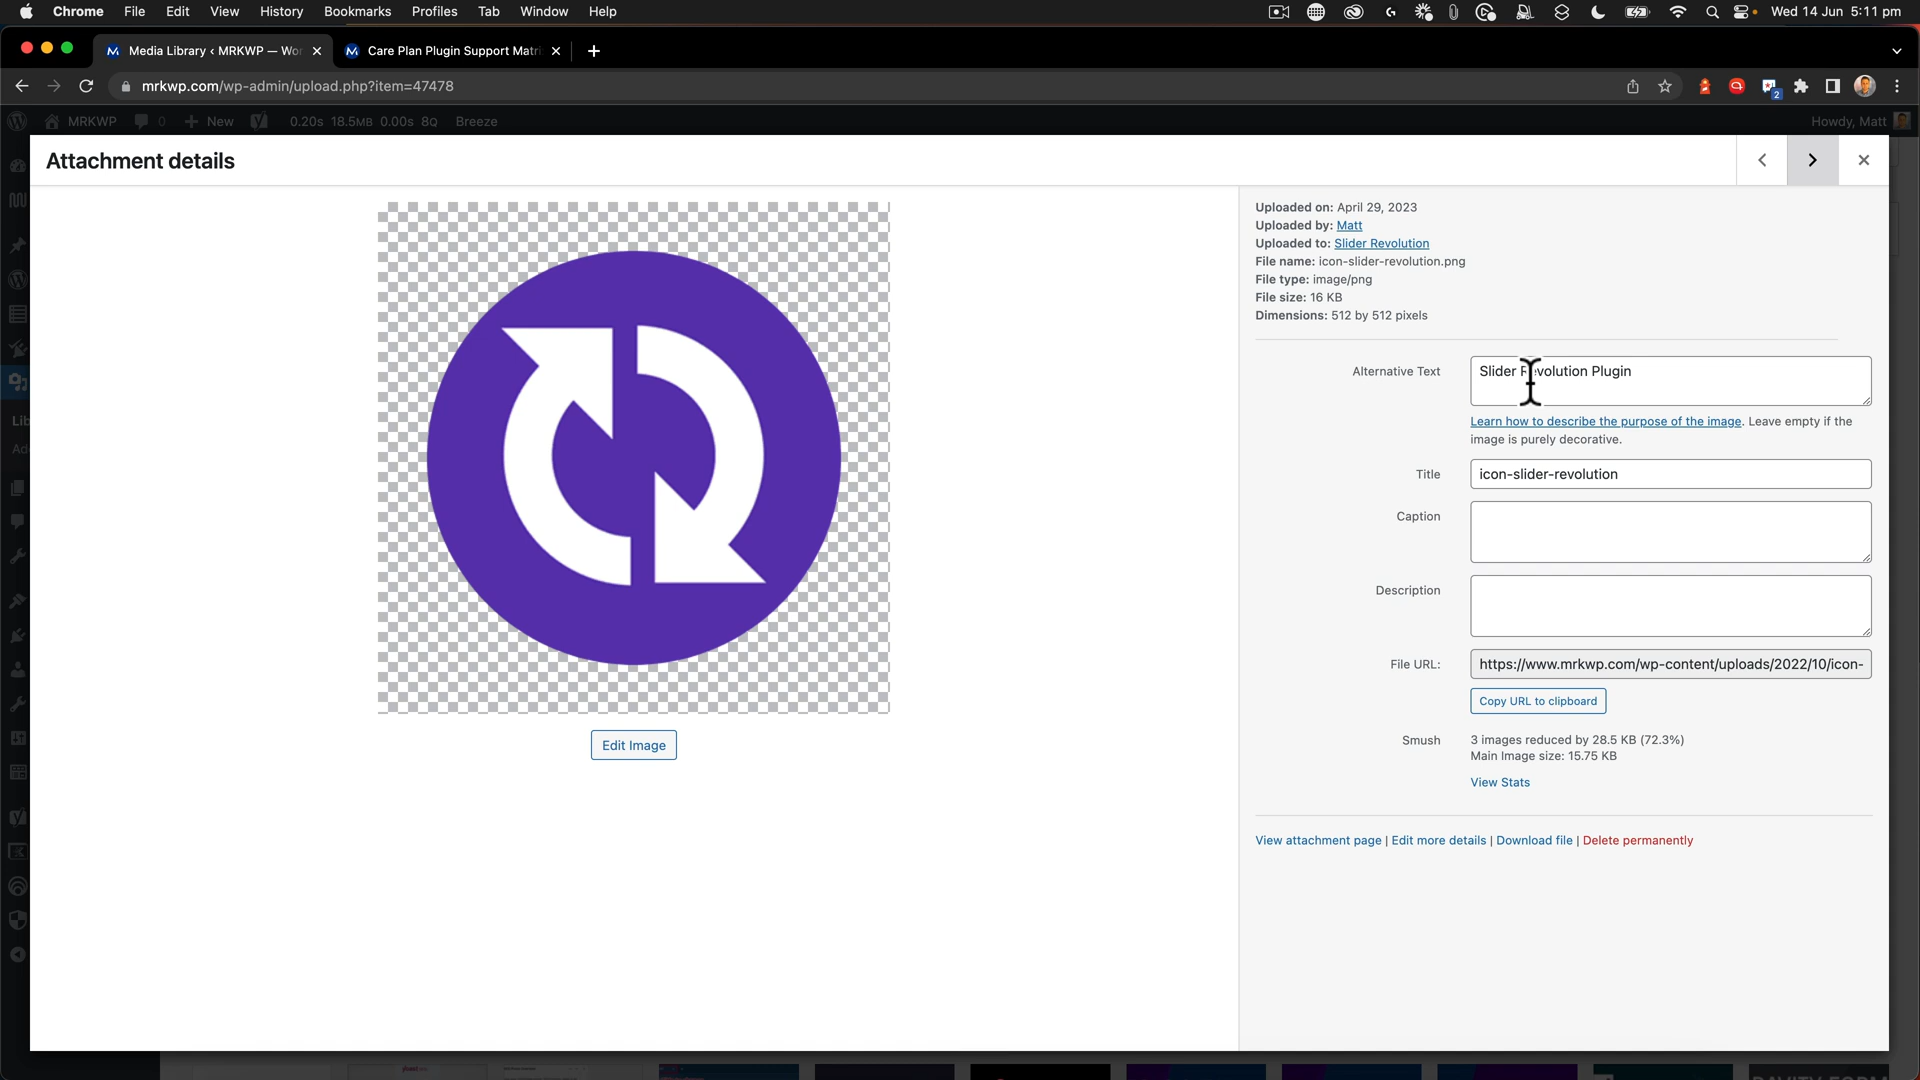 Chrome File Edit View History Bookmarks Profiles Tab Window Help Wed 14 Jun 5:11 pm
Media Library ‹ MRKWP — Wor Care Plan Plugin Support Matri
mrkwp.com/wp-admin/upload.php?item=47478 2
MRKWP 0 New 0.20s 18.5MB 0.00s 8Q Breeze Howdy, Matt
Attachment details
Uploaded on: April 29, 2023
Uploaded by: Matt
Uploaded to: Slider Revolution
File name: icon-slider-revolution.png
File type: image/png
File size: 16 KB
Dimensions: 512 by 512 pixels
Alternative Text Slider Revolution Plugin
Learn how to describe the purpose of the image. Leave empty if the
image is purely decorative.
Title icon-slider-revolution
Caption
Description
File URL: https://www.mrkwp.com/wp-content/uploads/2022/10/icon-
Copy URL to clipboard
Edit Image
Smush 3 images reduced by 28.5 KB (72.3%)
Main Image size: 15.75 KB
View Stats
View attachment page | Edit more details | Download file | Delete permanently
Lib